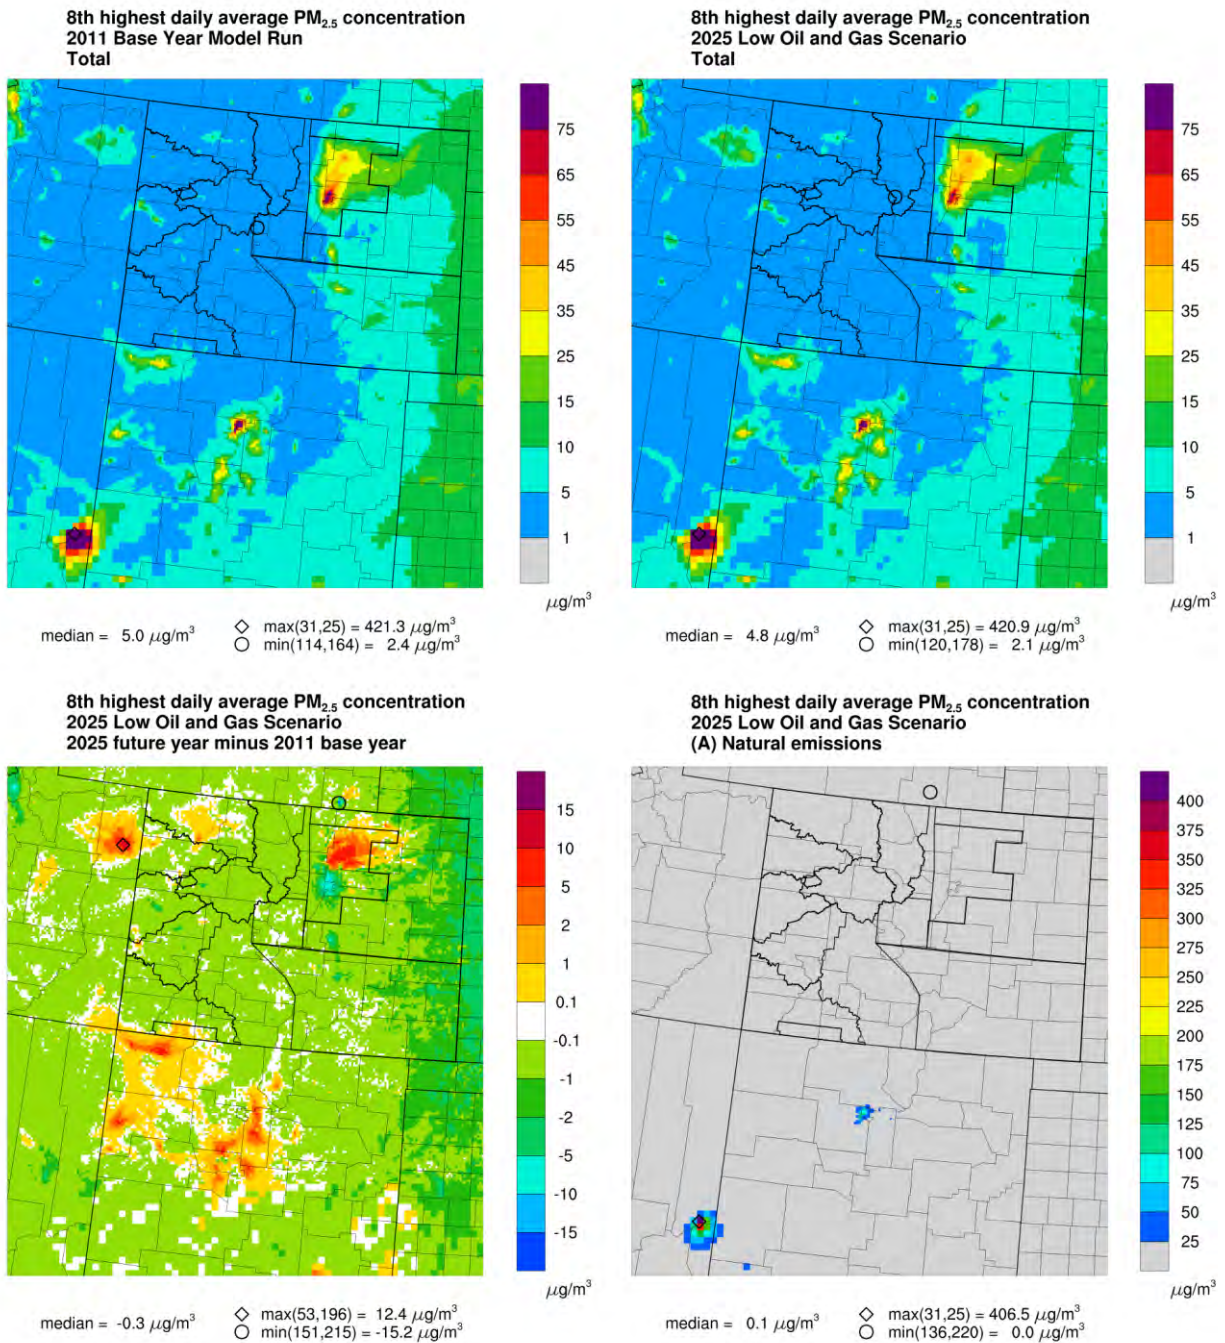 8th highest daily average PM2.5 concentration
2011 Base Year Model Run
Total
75
65
55
45
35
25
15
10
5
1
μg/m3
median = 5.0 μg/m3
max(31,25) = 421.3 μg/m3
min(114,164) = 2.4 μg/m3
8th highest daily average PM2.5 concentration
2025 Low Oil and Gas Scenario
Total
75
65
55
45
35
25
15
10
5
1
μg/m3
median = 4.8 μg/m3
max(31,25) = 420.9 μg/m3
min(120,178) = 2.1 μg/m3
8th highest daily average PM2.5 concentration
2025 Low Oil and Gas Scenario
2025 future year minus 2011 base year
15
10
5
2
1
0.1
-0.1
-1
-2
-5
-10
-15
μg/m3
median = -0.3 μg/m3
max(53,196) = 12.4 μg/m3
min(151,215) = -15.2 μg/m3
8th highest daily average PM2.5 concentration
2025 Low Oil and Gas Scenario
(A) Natural emissions
400
375
350
325
300
275
250
225
200
175
150
125
100
75
50
25
μg/m3
median = 0.1 μg/m3
max(31,25) = 406.5 μg/m3
min(136,220) = 0.0 μg/m3